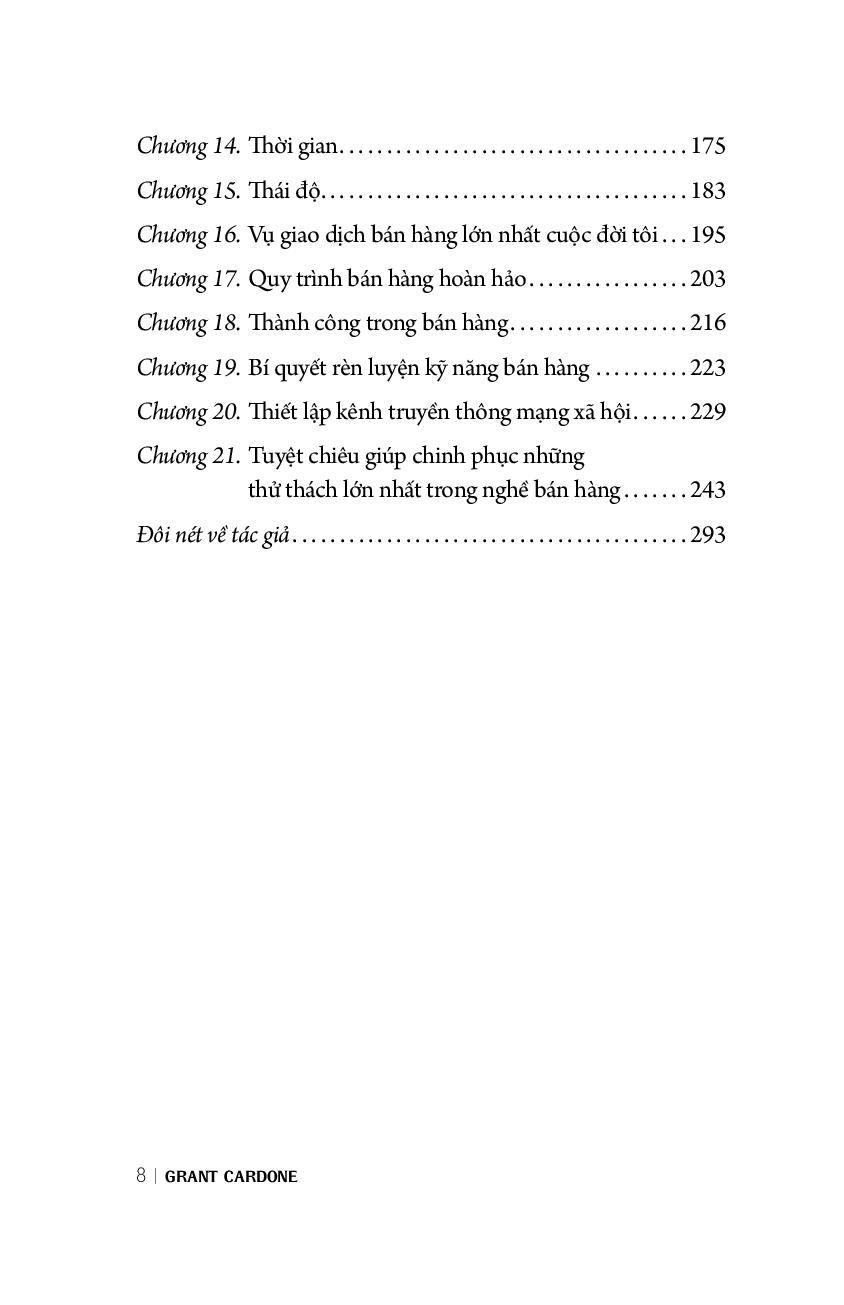 Chương 14. Thời gian.................................... 175
Chương 15. Thái độ...................................... 183
Chương 16. Vụ giao dịch bán hàng lớn nhất cuộc đời tôi... 195
Chương 17. Quy trình bán hàng hoàn hảo................. 203
Chương 18. Thành công trong bán hàng................... 216
Chương 19. Bí quyết rèn luyện kỹ năng bán hàng .......... 223
Chương 20. Thiết lập kênh truyền thông mạng xã hội...... 229
Chương 21. Tuyệt chiêu giúp chinh phục những
thử thách lớn nhất trong nghề bán hàng....... 243
Đôi nét về tác giả......................................... 293
8 | GRANT CARDONE